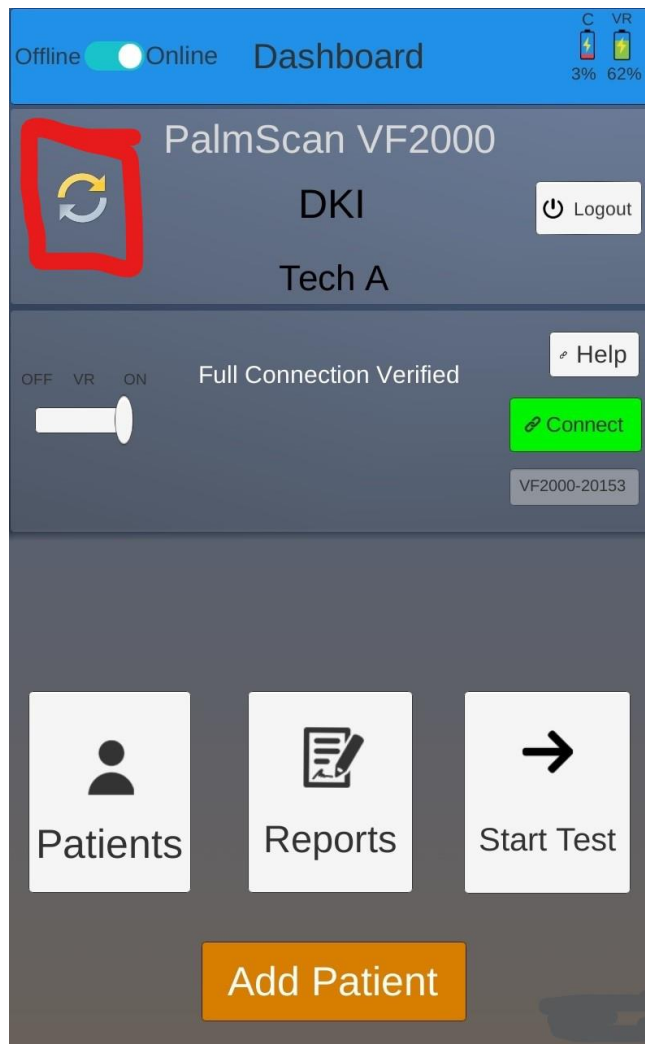 Offline Online Dashboard C VR
3% 62%
PalmScan VF2000
DKI
Logout
Tech A
Help
OFF VR ON Full Connection Verified
Connect
VF2000-20153
Patients Reports Start Test
Add Patient